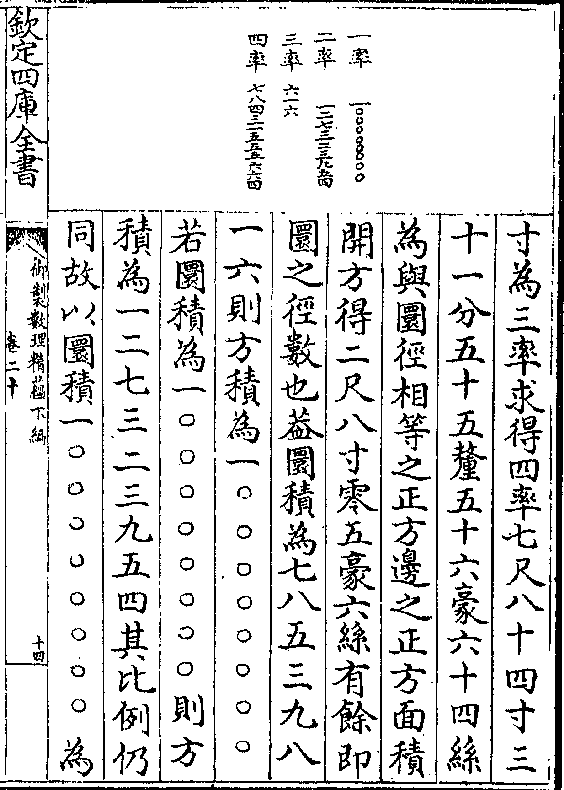 一率 一〇〇〇〇〇〇〇〇
二率 一二七三二三九五四
三率 六一六
四率 七八四三一五五五六六四
寸為三率求得四率七尺八十四寸三
十一分五十五釐五十六豪六十四絲
為與圜徑相等之正方邊之正方面積
開方得二尺八寸零五豪六絲有餘即
圜之徑數也葢圜積為七八五三九八
一六則方積為一〇〇〇〇〇〇〇〇
若圜積為一〇〇〇〇〇〇〇〇則方
積為一二七三二三九五四其比例仍
同故以圜積一〇〇〇〇〇〇〇〇為
欽定四庫全書
御製數理精藴下編
卷二十
十四